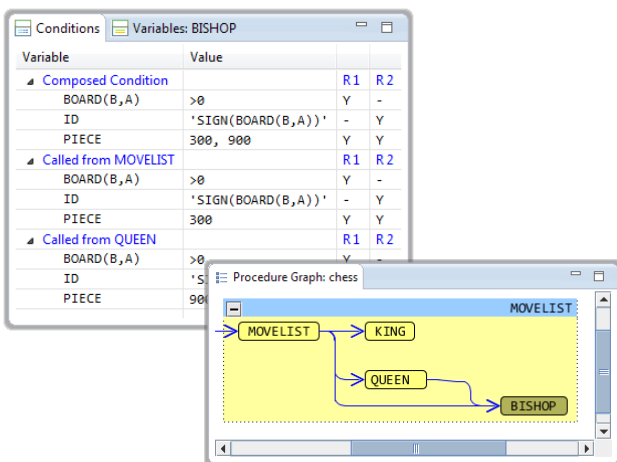 Conditions Variables: BISHOP
Variable Value
Composed Condition R1 R2
BOARD(B,A) >0 Y -
ID 'SIGN(BOARD(B,A))' - Y
PIECE 300, 900 Y Y
Called from MOVELIST R1 R2
BOARD(B,A) >0 Y -
ID 'SIGN(BOARD(B,A))' - Y
PIECE 300 Y Y
Called from QUEEN R1 R2
BOARD(B,A) >0
ID
PIECE
Procedure Graph: chess
MOVELIST
MOVELIST KING
QUEEN
BISHOP